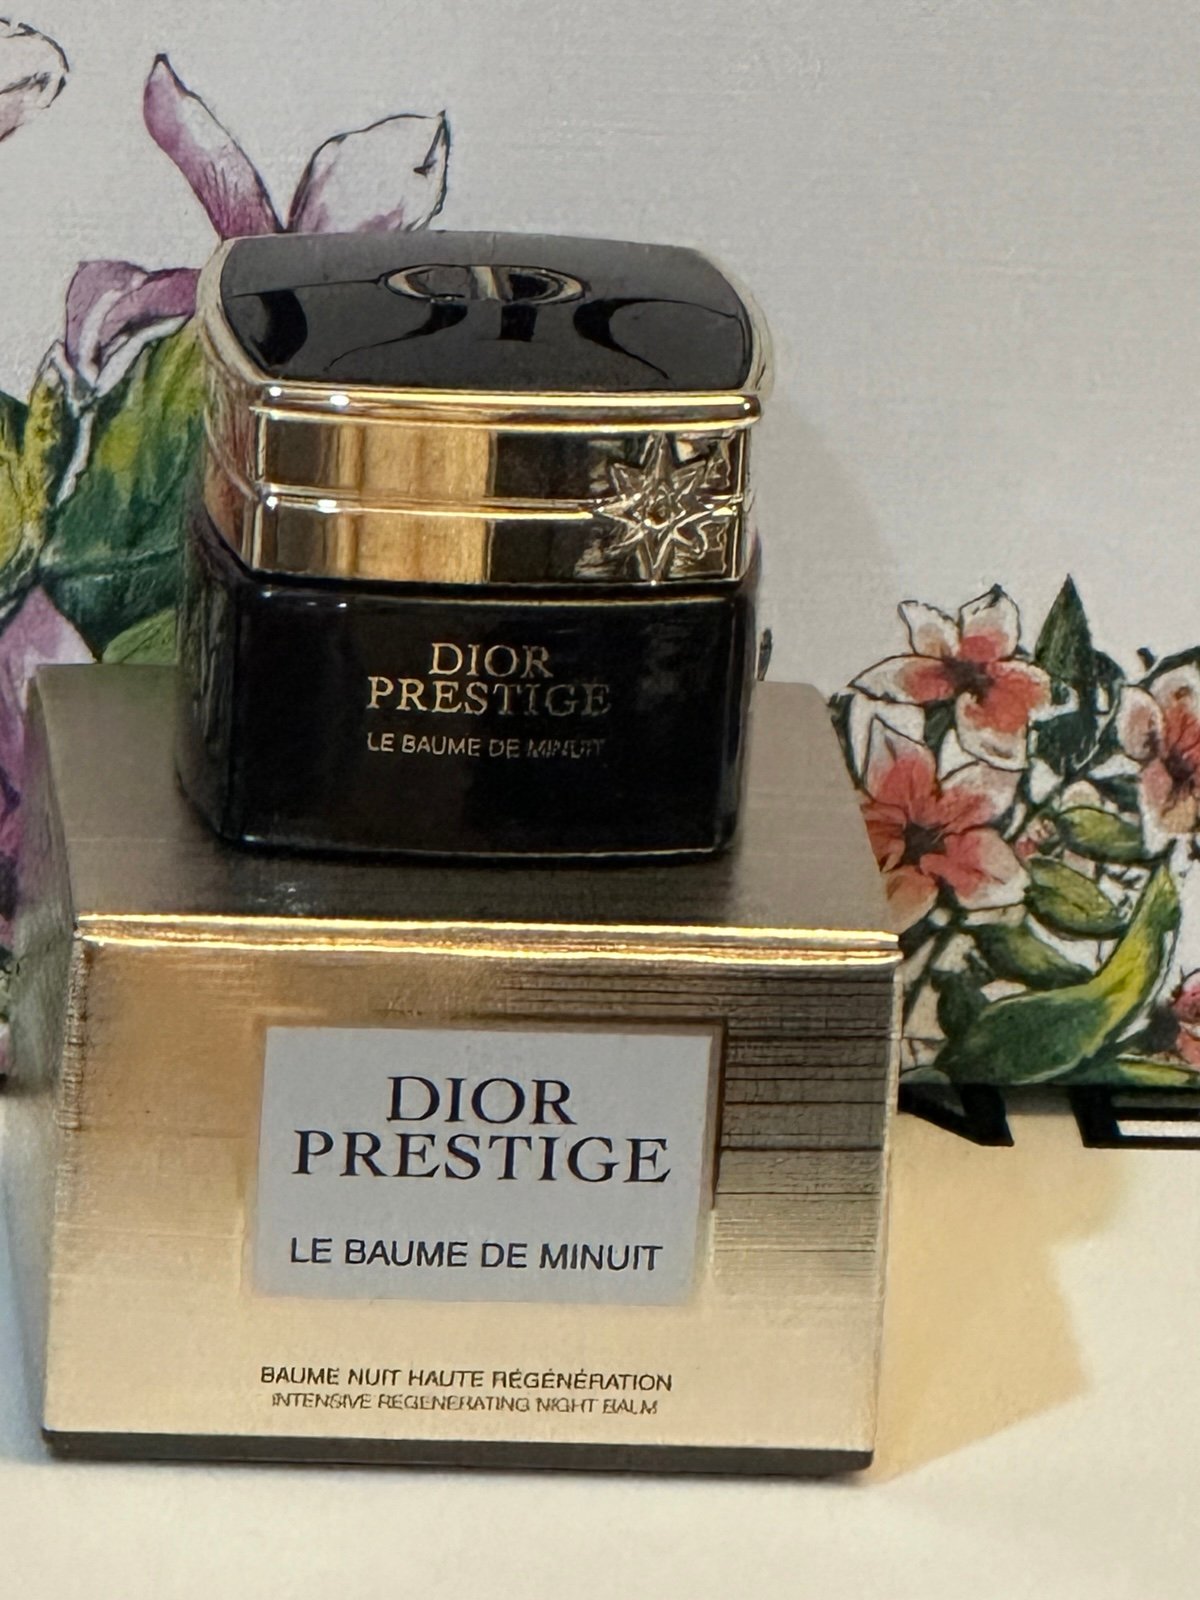 CD
DIOR
PRESTIGE
LE BAUME DE MINUIT
DIOR
PRESTIGE
LE BAUME DE MINUIT
BAUME NUIT HAUTE RÉGÉNÉRATION
INTENSIVE REGENERATING NIGHT BALM